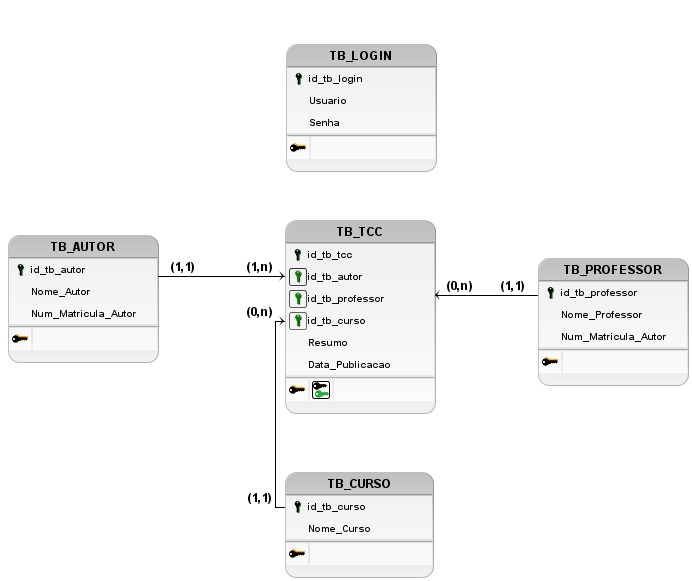 TB_LOGIN
id_tb_login
Usuario
Senha
TB_AUTOR
id_tb_autor
Nome_Autor
Num_Matricula_Autor
(1,1)
(1,n)
TB_TCC
id_tb_tcc
id_tb_autor
id_tb_professor
id_tb_curso
Resumo
Data_Publicacao
(0,n)
(0,n)
(1,1)
TB_PROFESSOR
id_tb_professor
Nome_Professor
Num_Matricula_Autor
(1,1)
TB_CURSO
id_tb_curso
Nome_Curso